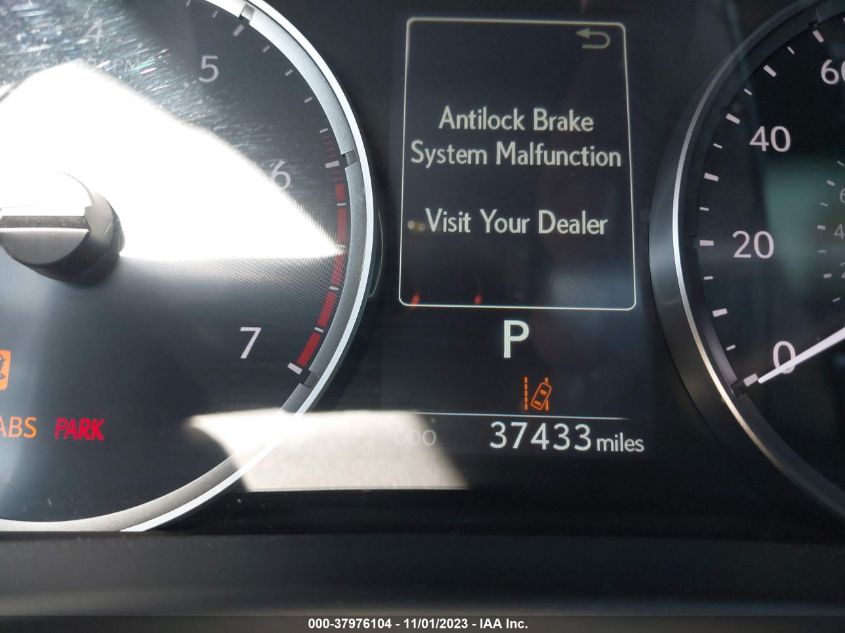 4
5
6
7
Antilock Brake
System Malfunction
Visit Your Dealer
P
ABS PARK
ODO 37433 miles
60
40
20
0
000-37976104 - 11/01/2023 - IAA Inc.